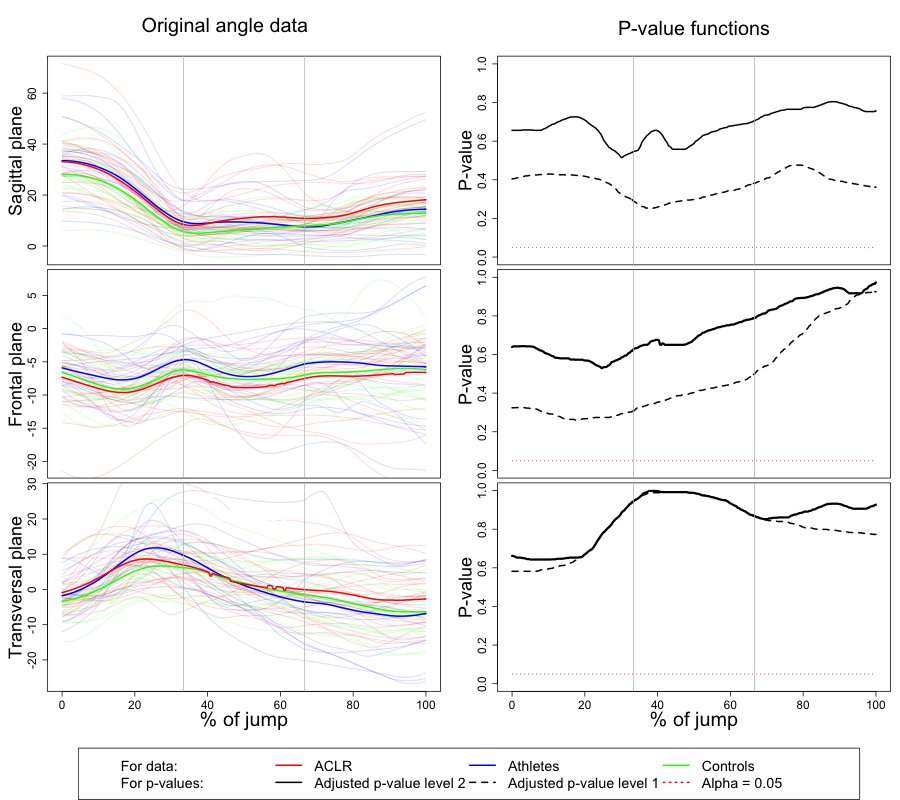 Original angle data
P-value functions
Sagittal plane
0 20 40 60
P-value
0.0 0.2 0.4 0.6 0.8 1.0
Frontal plane
-20 -15 -10 -5 0 5
P-value
0.0 0.2 0.4 0.6 0.8 1.0
Transversal plane
-20 -10 0 10 20 30
P-value
0.0 0.2 0.4 0.6 0.8 1.0
0 20 40 60 80 100
% of jump
0 20 40 60 80 100
% of jump
For data: ACLR Athletes Controls
For p-values: Adjusted p-value level 2 Adjusted p-value level 1 Alpha = 0.05